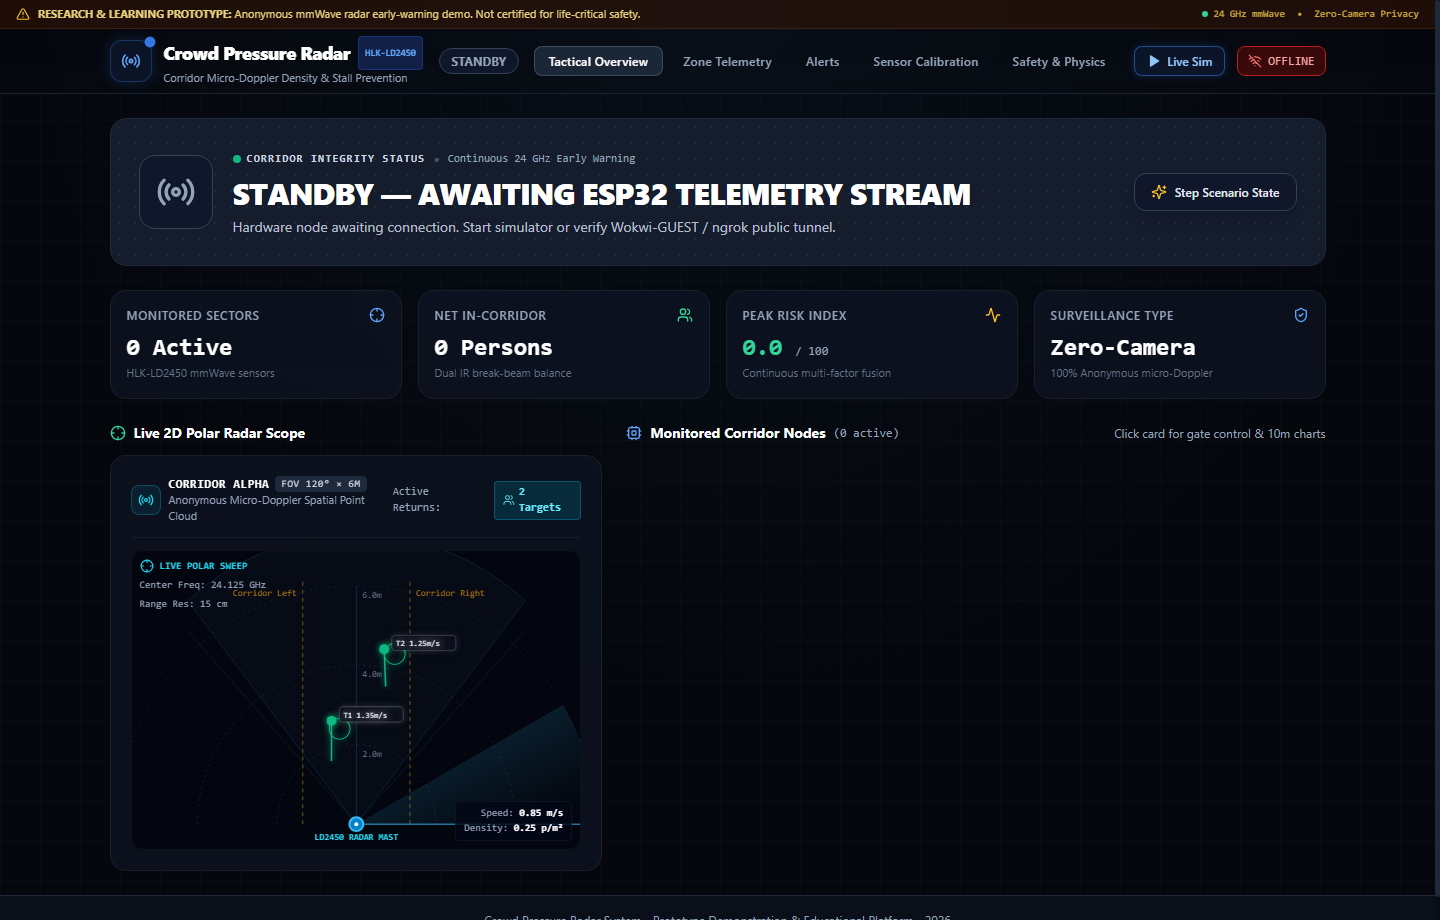 RESEARCH & LEARNING PROTOTYPE: Anonymous mmWave radar early-warning demo. Not certified for life-critical safety.
24 GHz mmWave • Zero-Camera Privacy
Crowd Pressure Radar
HLK-LD2450
Corridor Micro-Doppler Density & Stall Prevention
STANDBY
Tactical Overview
Zone Telemetry
Alerts
Sensor Calibration
Safety & Physics
Live Sim
OFFLINE
CORRIDOR INTEGRITY STATUS • Continuous 24 GHz Early Warning
STANDBY — AWAITING ESP32 TELEMETRY STREAM
Hardware node awaiting connection. Start simulator or verify Wokwi-GUEST / ngrok public tunnel.
Step Scenario State
MONITORED SECTORS
0 Active
HLK-LD2450 mmWave sensors
NET IN-CORRIDOR
0 Persons
Dual IR break-beam balance
PEAK RISK INDEX
0.0 / 100
Continuous multi-factor fusion
SURVEILLANCE TYPE
Zero-Camera
100% Anonymous micro-Doppler
Live 2D Polar Radar Scope
Monitored Corridor Nodes (0 active)
Click card for gate control & 10m charts
CORRIDOR ALPHA
FOV 120° × 6M
Anonymous Micro-Doppler Spatial Point
Cloud
Active
Returns:
2
Targets
LIVE POLAR SWEEP
Center Freq: 24.125 GHz
Range Res: 15 cm
Corridor Left
Corridor Right
6.0m
T2 1.25m/s
4.0m
T1 1.35m/s
2.0m
Speed: 0.85 m/s
Density: 0.25 p/m²
LD2450 RADAR MAST
Crowd Pressure Radar System • Prototype Demonstration & Educational Platform • 2026